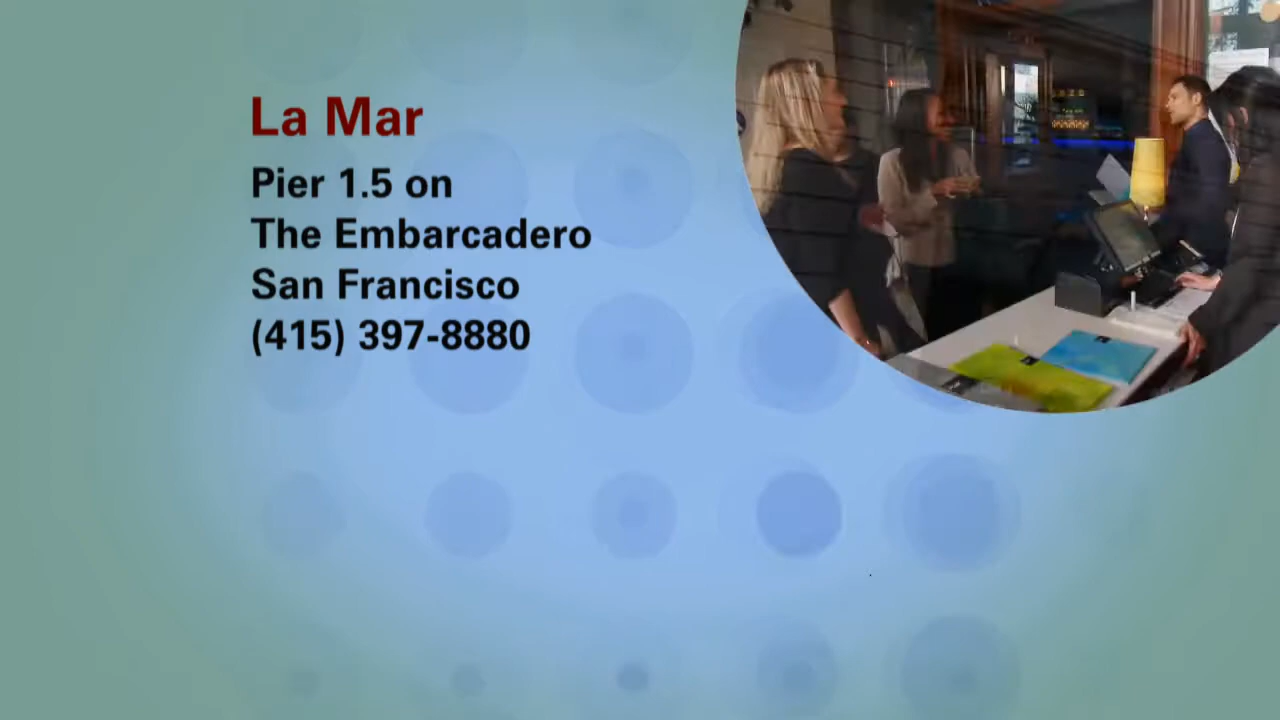 La Mar
Pier 1.5 on
The Embarcadero
San Francisco
(415) 397-8880